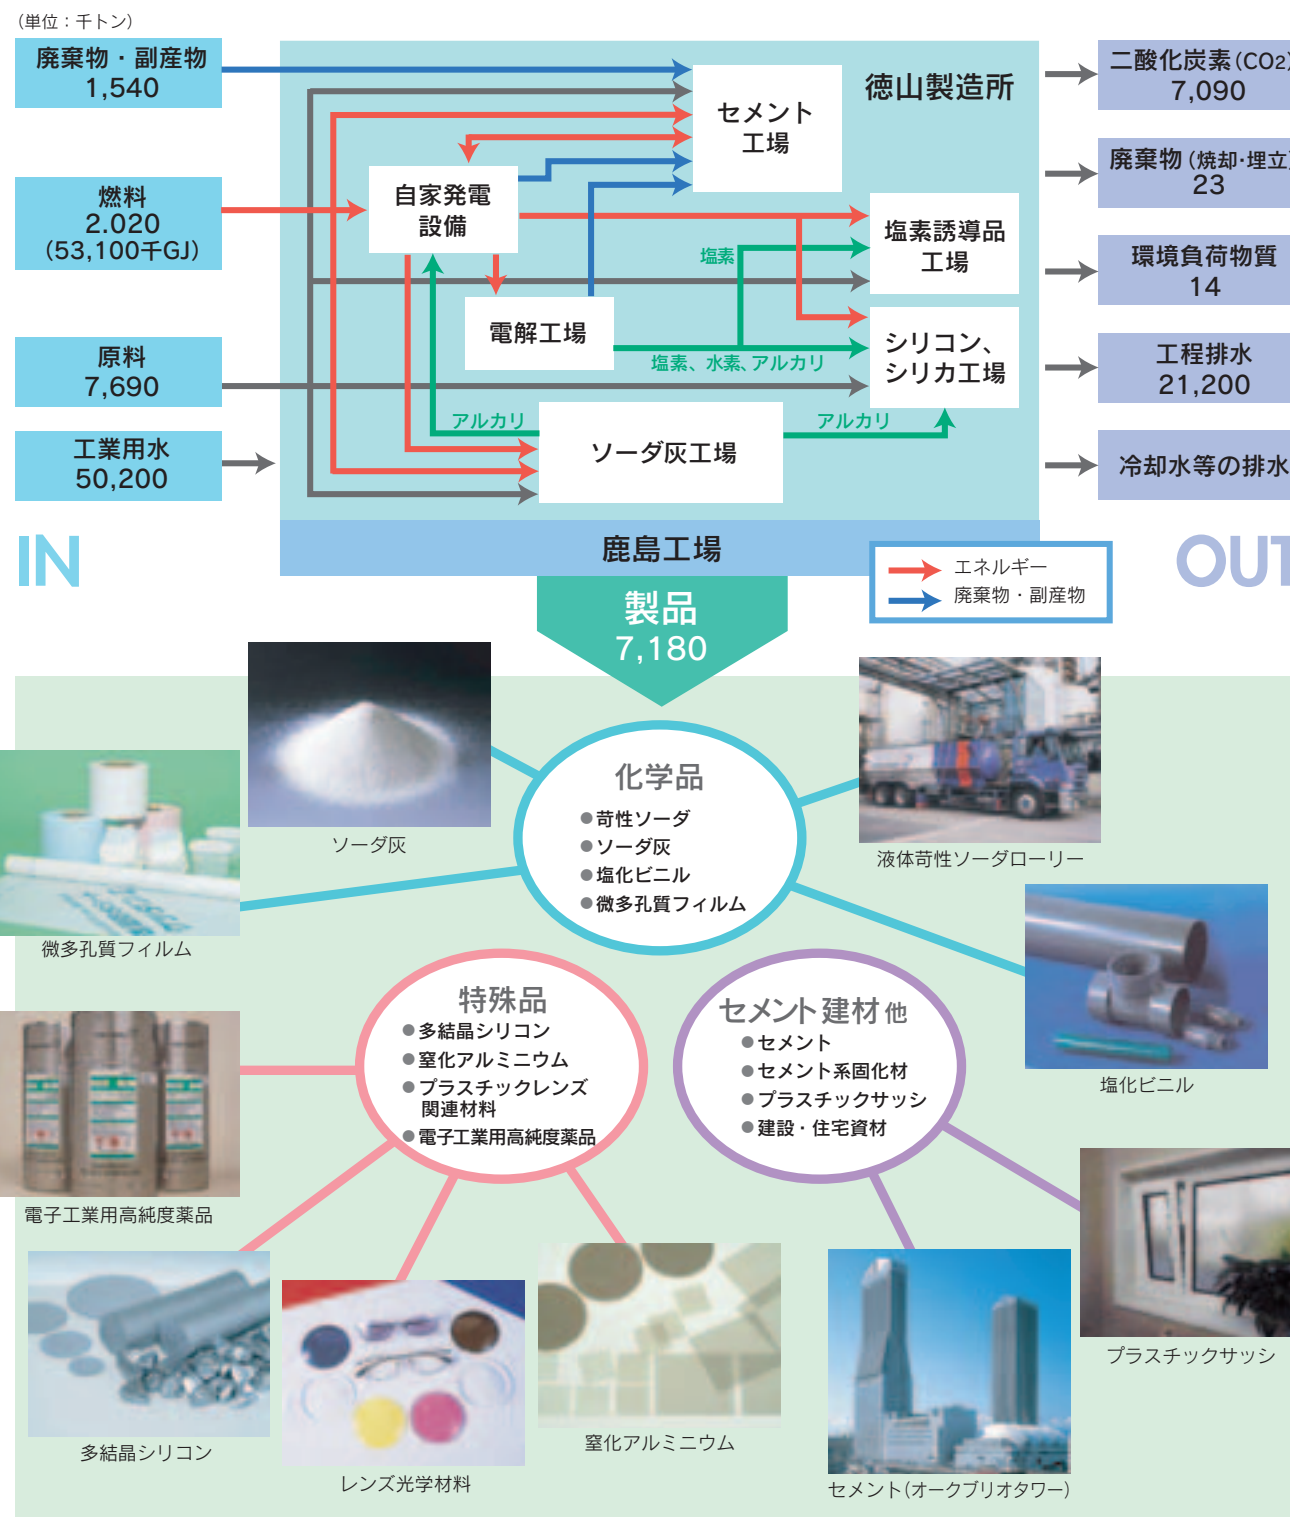 （単位：千トン）
廃棄物・副産物
1,540
燃料
2.020
（53,100千GJ）
原料
7,690
工業用水
50,200
IN
徳山製造所
セメント
工場
自家発電
設備
塩素誘導品
工場
塩素
電解工場
シリコン、
シリカ工場
塩素、水素、アルカリ
アルカリ
アルカリ
ソーダ灰工場
鹿島工場
二酸化炭素（CO2）
7,090
廃棄物（焼却・埋立）
23
環境負荷物質
14
工程排水
21,200
冷却水等の排水
OUT
エネルギー
廃棄物・副産物
製品
7,180
化学品
●苛性ソーダ
●ソーダ灰
●塩化ビニル
●微多孔質フィルム
ソーダ灰
液体苛性ソーダローリー
微多孔質フィルム
塩化ビニル
特殊品
●多結晶シリコン
●窒化アルミニウム
●プラスチックレンズ
関連材料
●電子工業用高純度薬品
セメント建材他
●セメント
●セメント系固化材
●プラスチックサッシ
●建設・住宅資材
電子工業用高純度薬品
プラスチックサッシ
多結晶シリコン
レンズ光学材料
窒化アルミニウム
セメント（オークブリオタワー）